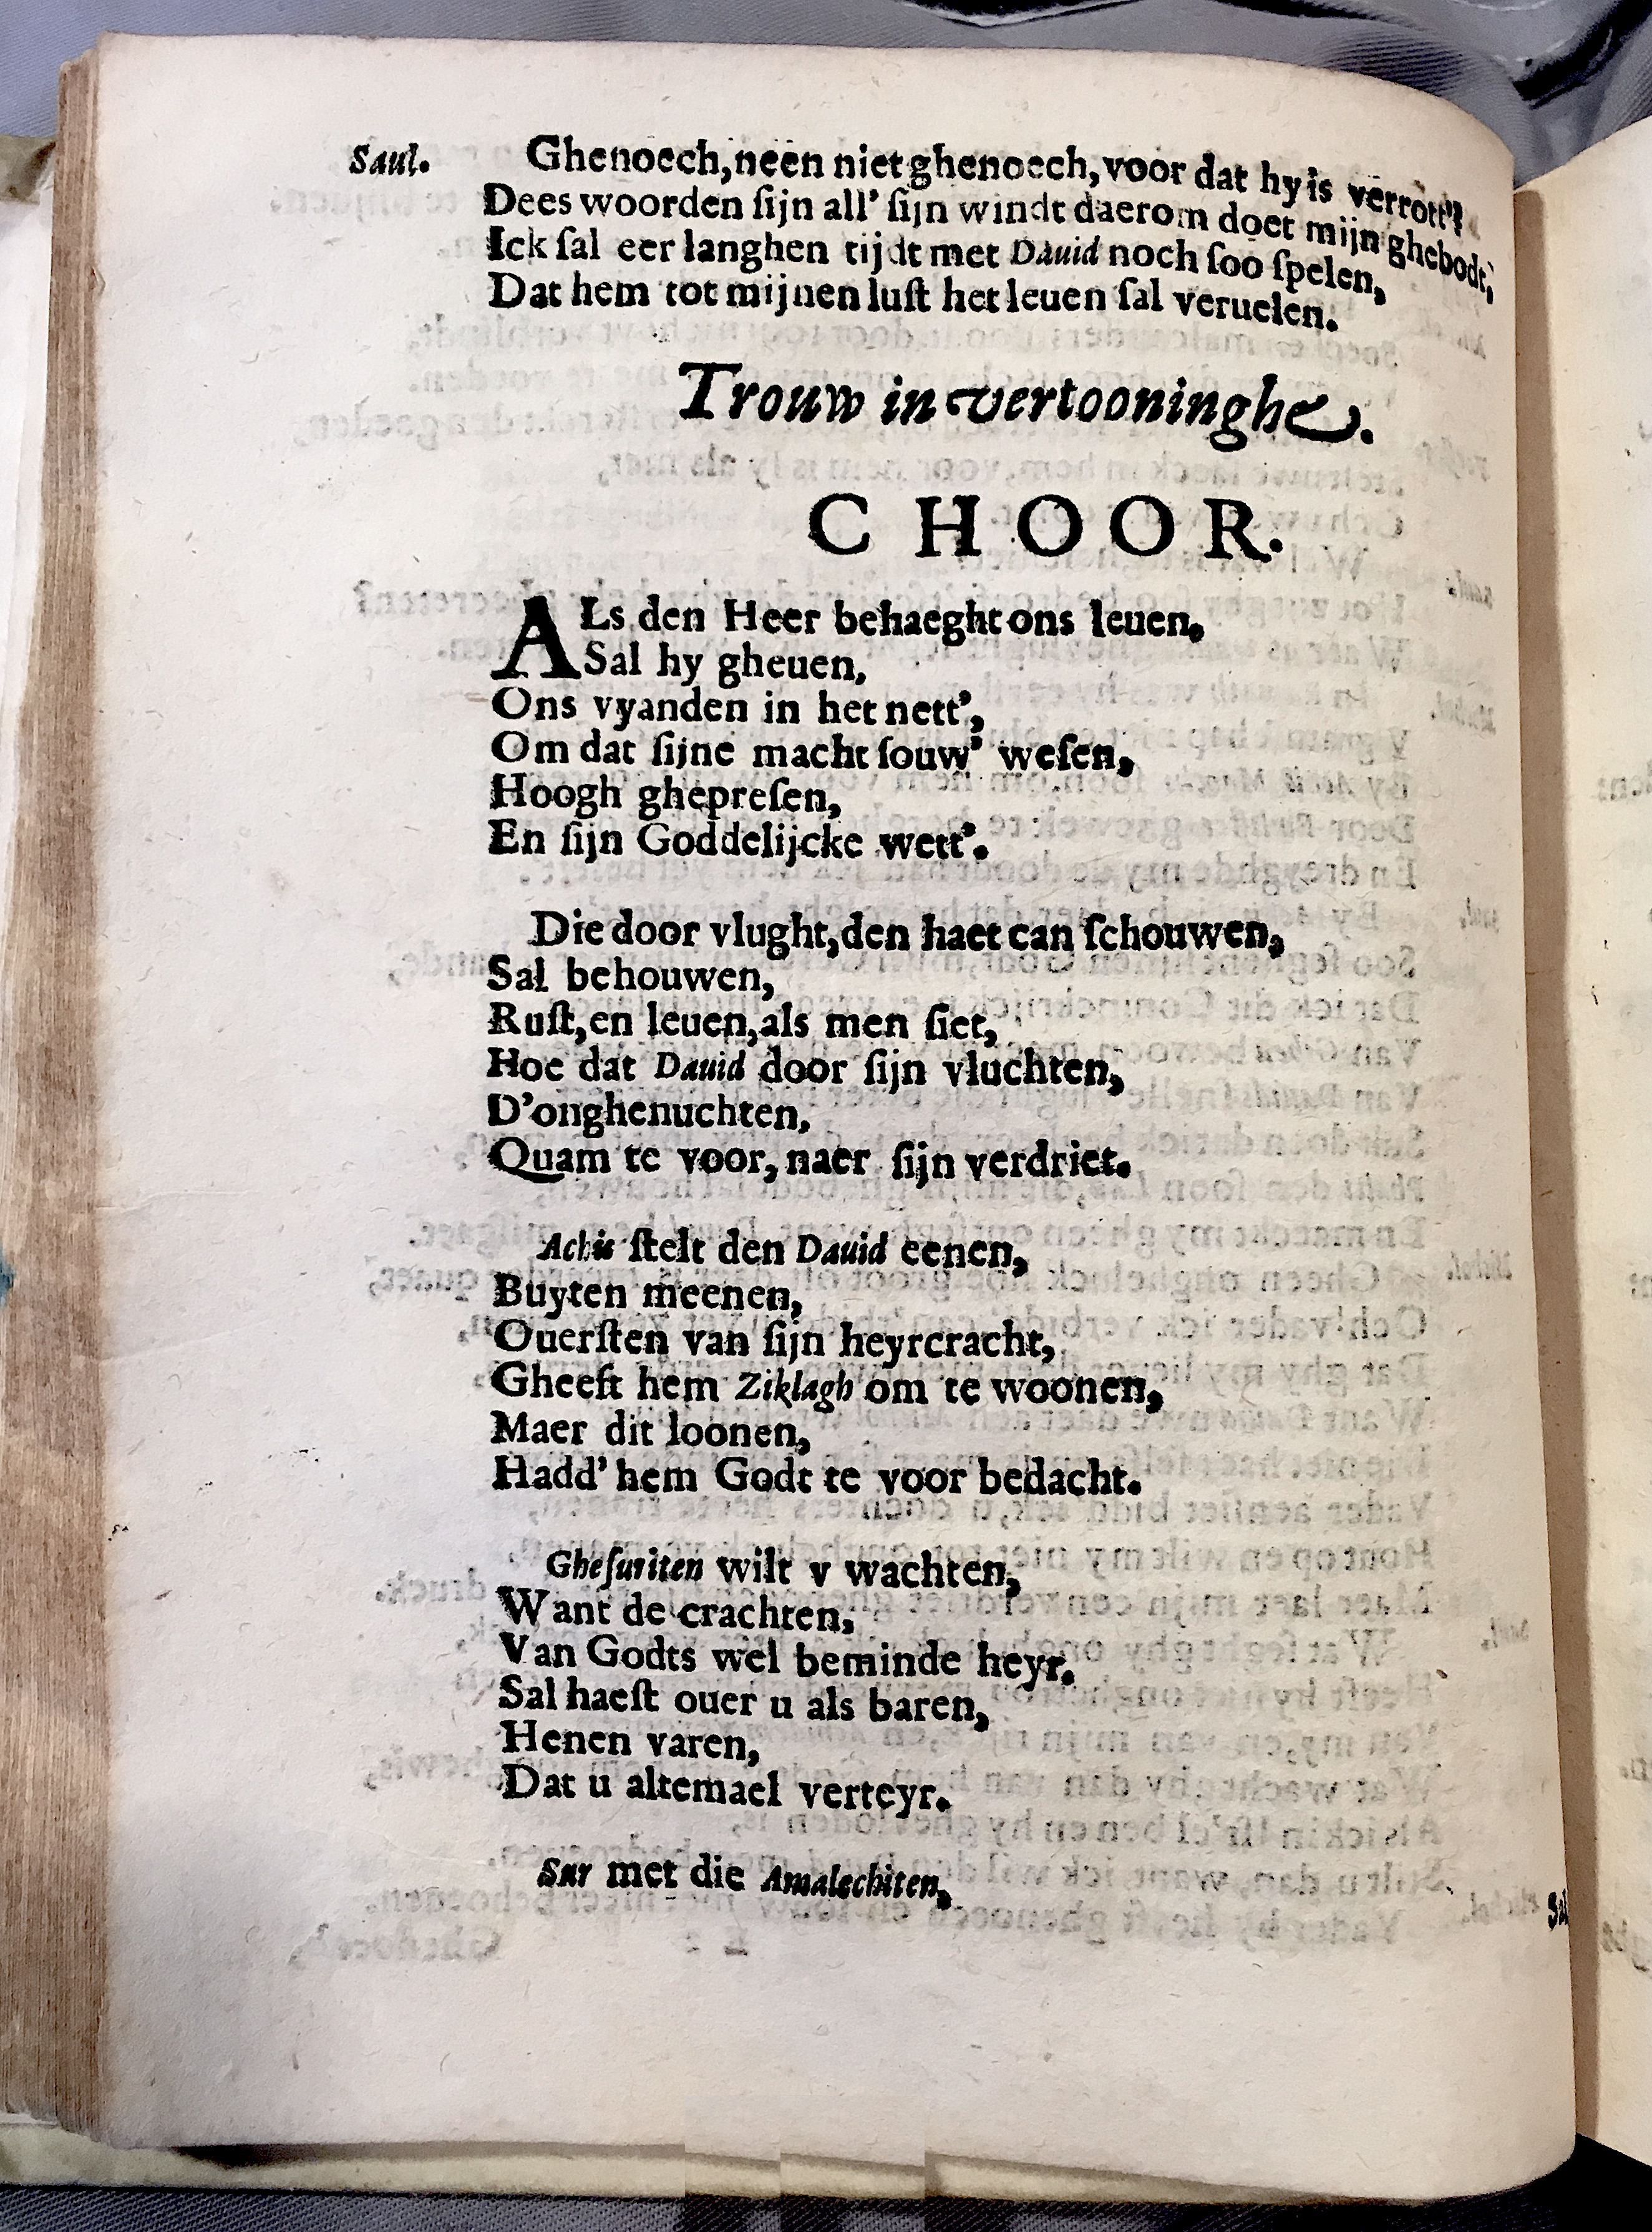 Saul. Ghenoech, neen niet ghenoech, voor dat hy is verrott'!
Dees woorden ſijn all' ſijn windt daerom doet mijn ghebodt,
Ick ſal eer langhen tijdt met Dauid noch ſoo ſpelen,
Dat hem tot mijnen luſt het leuen ſal veruelen.
Trouw in vertooninghe.
CHOOR.
ALs den Heer behaeght ons leuen,
Sal hy gheuen,
Ons vyanden in het nett',
Om dat ſijne macht ſouw' weſen,
Hoogh ghepreſen,
En ſijn Goddelijcke wett'.
Die door vlught, den haet can ſchouwen,
Sal behouwen,
Ruſt, en leuen, als men ſiet,
Hoe dat Dauid door ſijn vluchten,
D'onghenuchten,
Quam te voor, naer ſijn verdriet.
Achis ſtelt den Dauid eenen,
Buyten meenen,
Ouerſten van ſijn heyrcracht,
Gheeft hem Ziklagh om te woonen,
Maer dit loonen,
Hadd' hem Godt te voor bedacht.
Gheſuriten wilt v wachten,
Want de crachten,
Van Godts wel beminde heyr.
Sal haeſt ouer u als baren,
Henen varen,
Dat u altemael verteyr.
Sur met die Amalechiten,
Sal